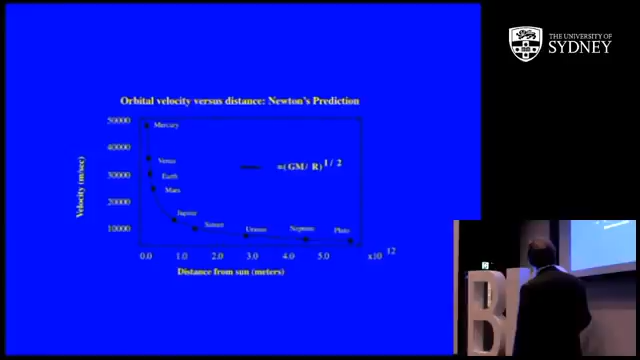 THE UNIVERSITY OF
SYDNEY
Orbital velocity versus distance: Newton's Prediction
50000
40000
30000
20000
10000
Velocity (m/sec)
Mercury
Venus
Earth
Mars
Jupiter
Saturn
Uranus
Neptune
Pluto
=(GM/ R)1/2
0.0 1.0 2.0 3.0 4.0 5.0 x10 12
Distance from sun (meters)
B